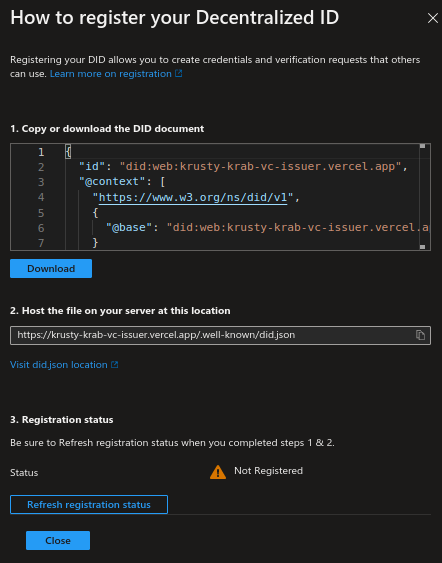 How to register your Decentralized ID
Registering your DID allows you to create credentials and verification requests that others
can use. Learn more on registration
1. Copy or download the DID document
1 {
2 "id": "did:web:krusty-krab-vc-issuer.vercel.app",
3 "@context": [
4 "https://www.w3.org/ns/did/v1",
5 {
6 "@base": "did:web:krusty-krab-vc-issuer.vercel.a
7 }
Download
2. Host the file on your server at this location
https://krusty-krab-vc-issuer.vercel.app/.well-known/did.json
Visit did.json location
3. Registration status
Be sure to Refresh registration status when you completed steps 1 & 2.
Status
Not Registered
Refresh registration status
Close